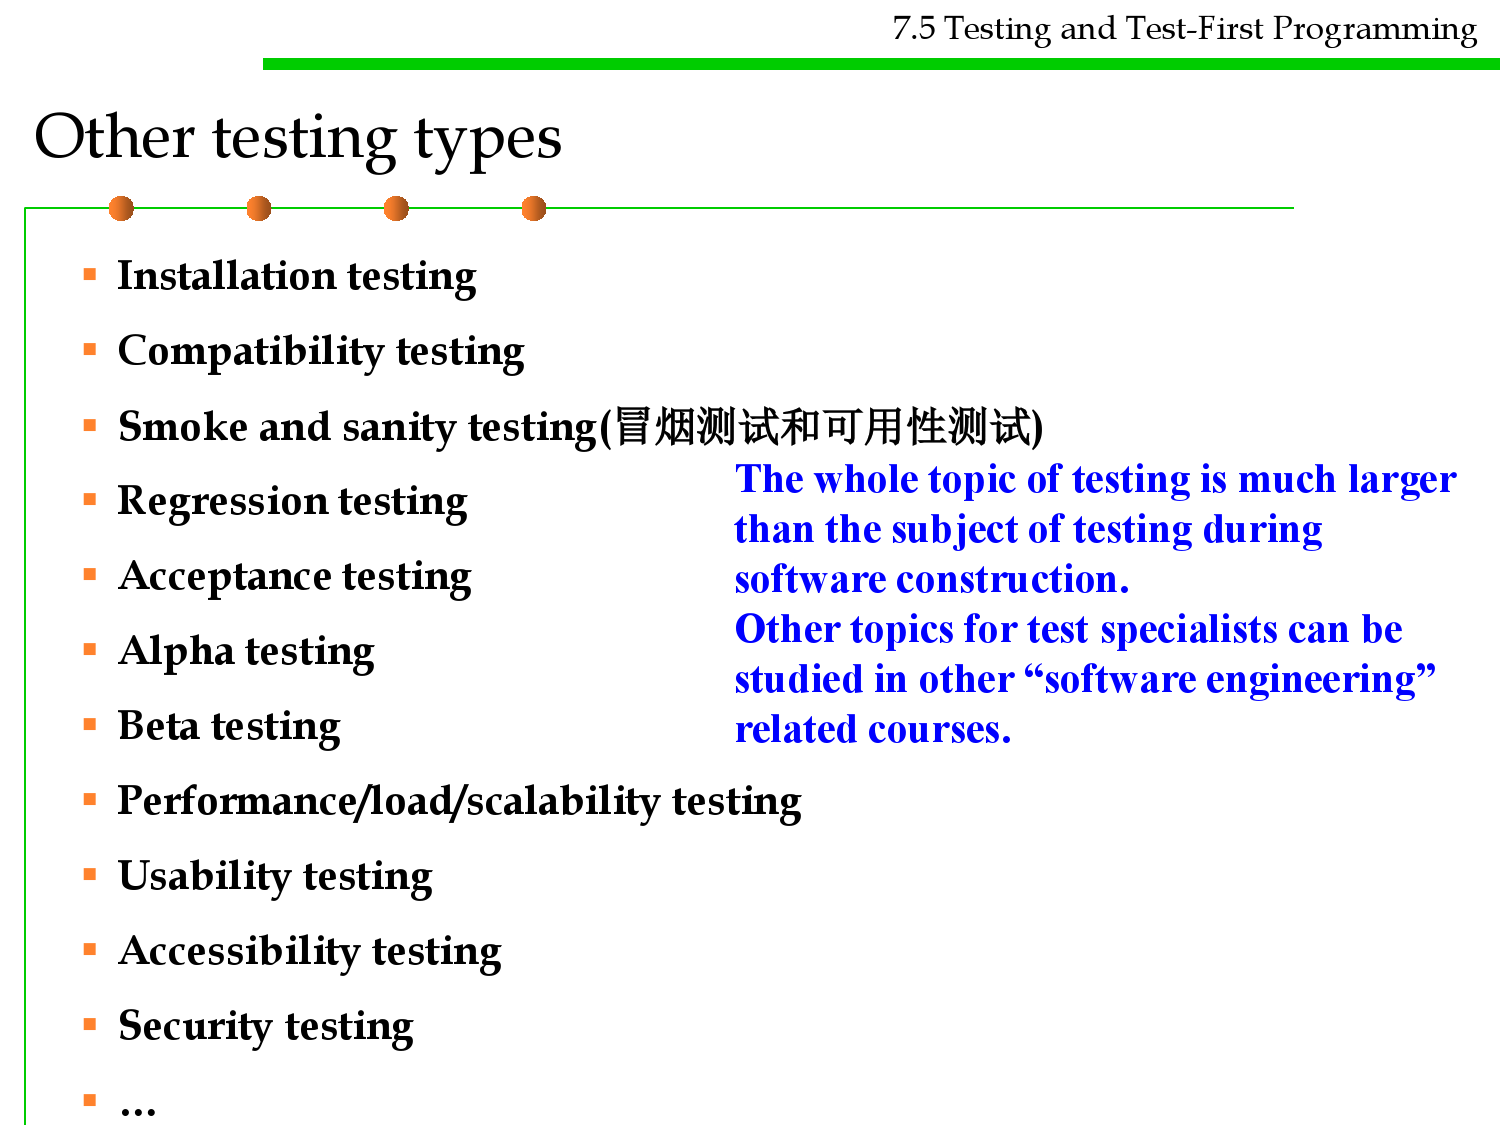 7.5 Testing and Test-First Programming
Other testing types
Installation testing
Compatibility testing
Smoke and sanity testing(冒烟测试和可用性测试)
Regression testing
Acceptance testing
Alpha testing
Beta testing
Performance/load/scalability testing
Usability testing
Accessibility testing
Security testing
…
The whole topic of testing is much larger
than the subject of testing during
software construction.
Other topics for test specialists can be
studied in other “software engineering”
related courses.